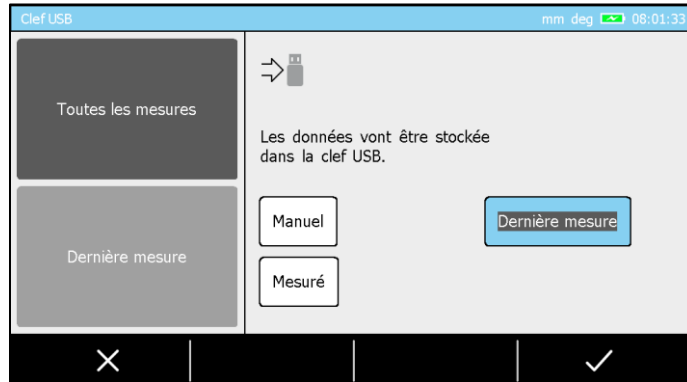 Clef USB
mm deg 08:01:33
Toutes les mesures
Les données vont être stockée
dans la clef USB.
Dernière mesure
Manuel
Dernière mesure
Mesuré